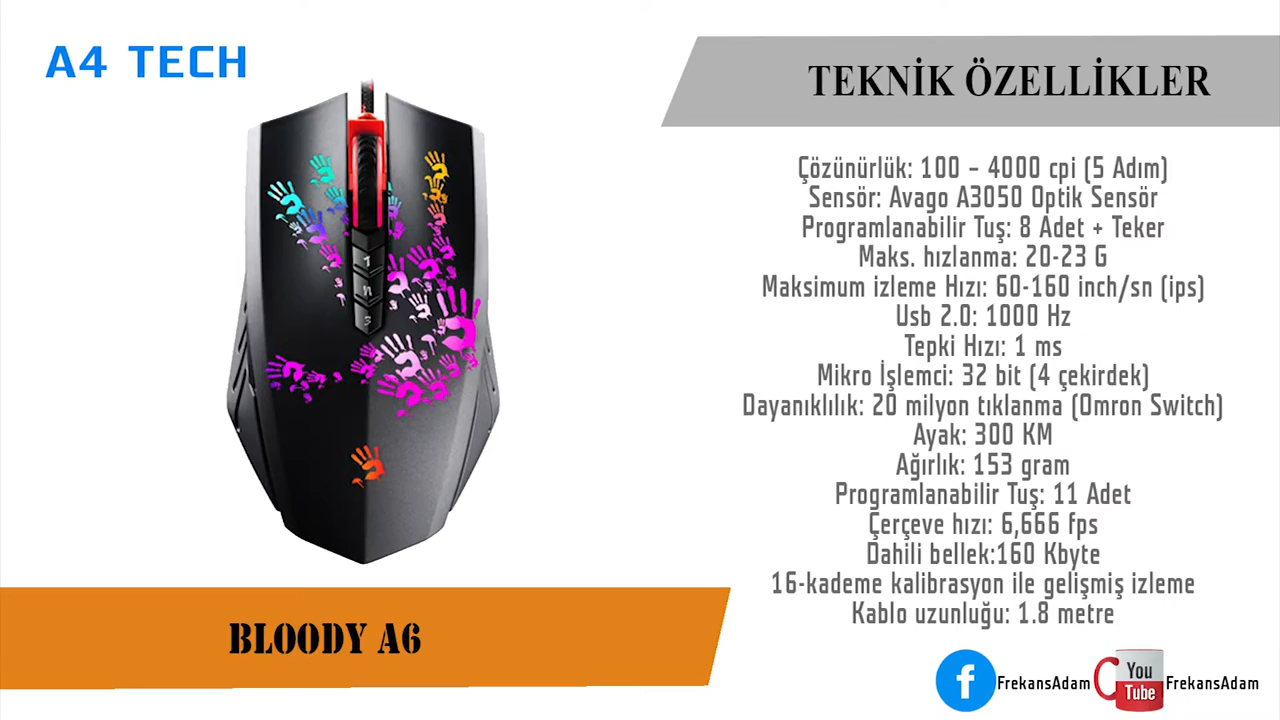 A4 TECH
TEKNİK ÖZELLİKLER
Çözünürlük: 100 – 4000 cpi (5 Adım)
Sensör: Avago A3050 Optik Sensör
Programlanabilir Tuş: 8 Adet + Teker
Maks. hızlanma: 20-23 G
Maksimum izleme Hızı: 60-160 inch/sn (ips)
Usb 2.0: 1000 Hz
Tepki Hızı: 1 ms
Mikro İşlemci: 32 bit (4 çekirdek)
Dayanıklılık: 20 milyon tıklanma (Omron Switch)
Ayak: 300 KM
Ağırlık: 153 gram
Programlanabilir Tuş: 11 Adet
Çerçeve hızı: 6,666 fps
Dahili bellek:160 Kbyte
16-kademe kalibrasyon ile gelişmiş izleme
Kablo uzunluğu: 1.8 metre
1
N
3
BLOODY A6
f FrekansAdam
You
Tube FrekansAdam